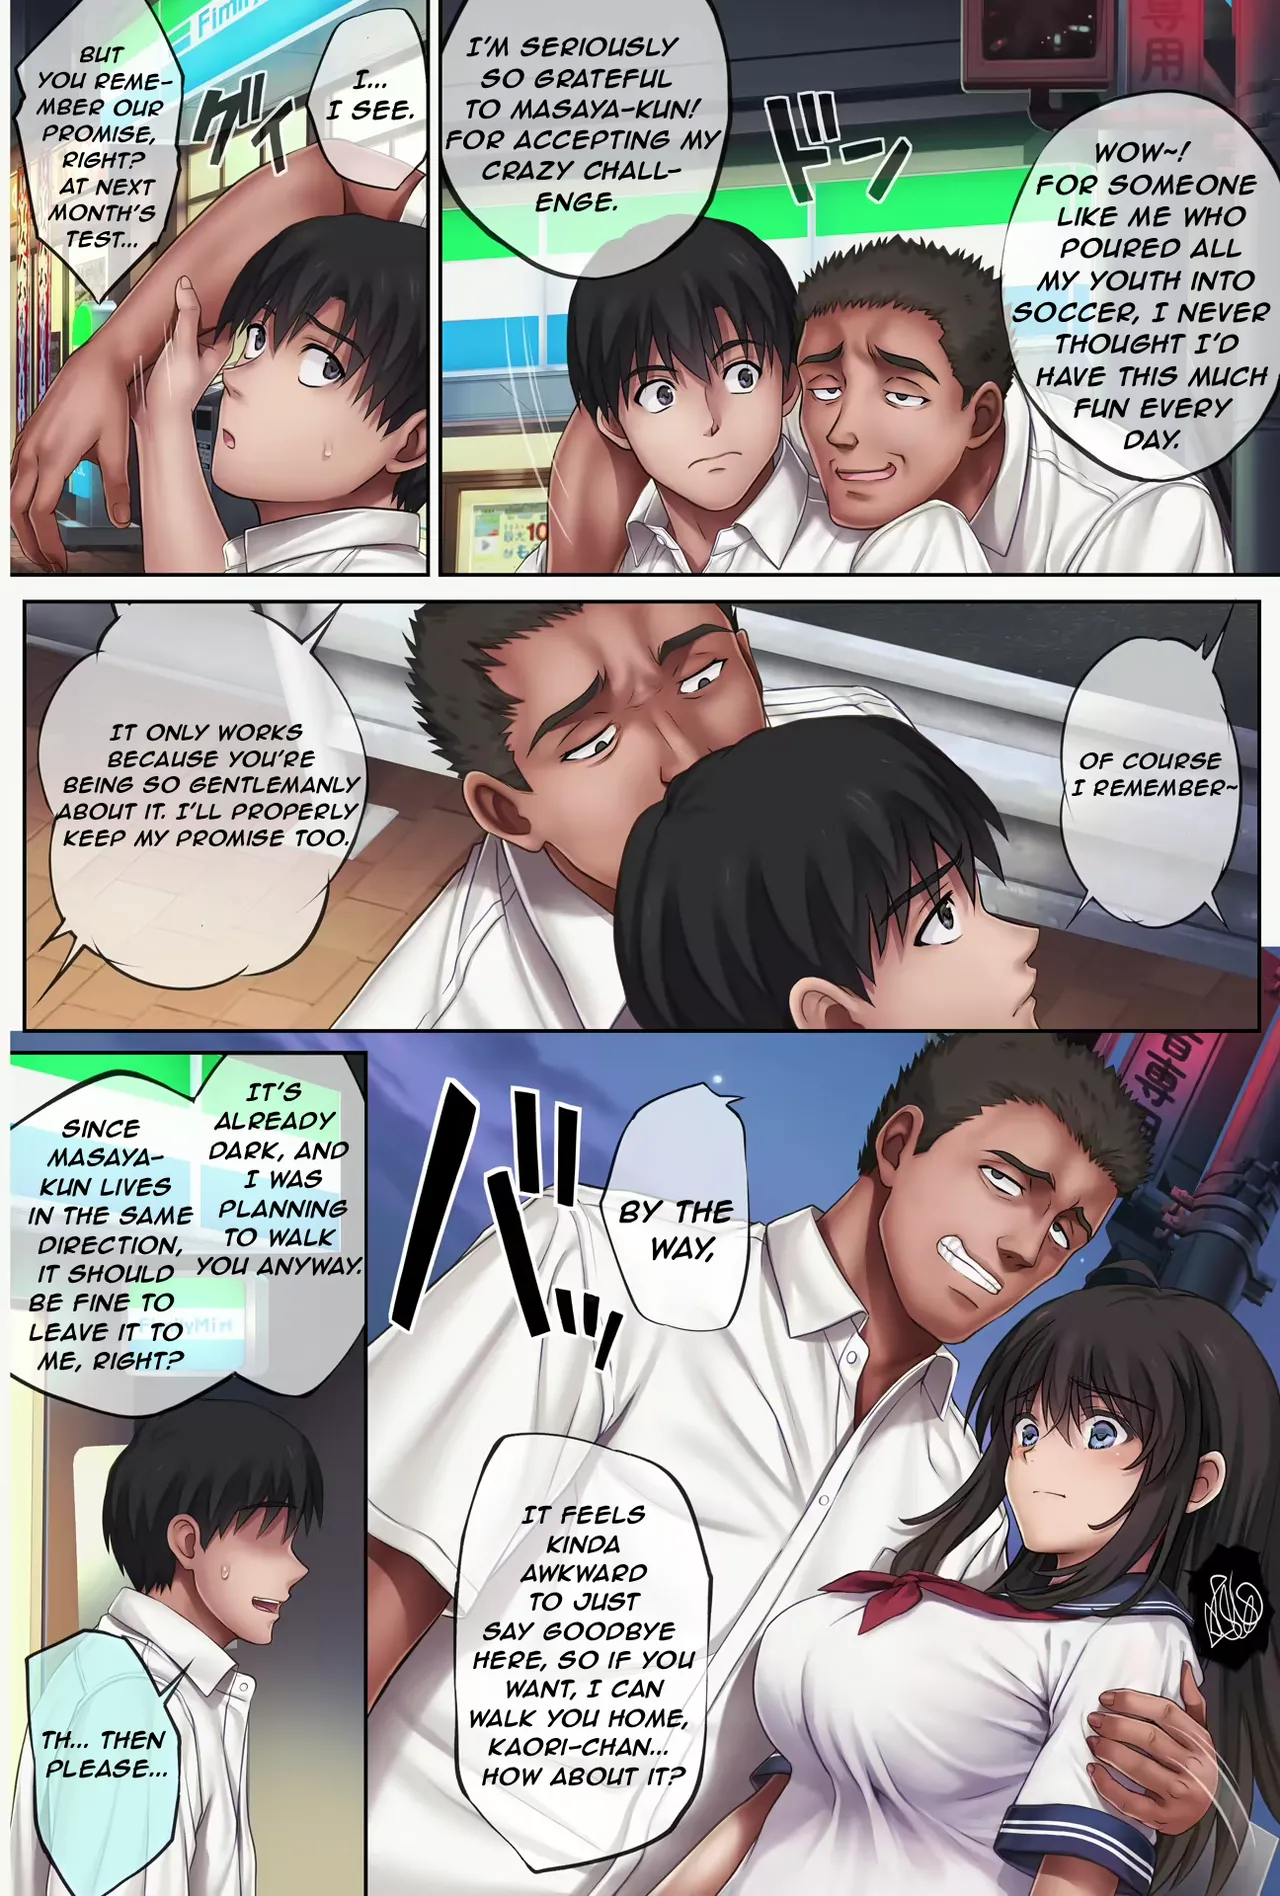 WOW~!
FOR SOMEONE
LIKE ME WHO
POURED ALL
MY YOUTH INTO
SOCCER, I NEVER
THOUGHT I'D
HAVE THIS MUCH
FUN EVERY
DAY.
専用
ドン
I'M SERIOUSLY
SO GRATEFUL
TO MASAYA-KUN!
FOR ACCEPTING MY
CRAZY CHALL-
ENGE.
10
I...
I SEE.
グイ
BUT
YOU REME-
MBER OUR
PROMISE,
RIGHT?
AT NEXT
MONTH'S
TEST...
OF COURSE
I REMEMBER~
IT ONLY WORKS
BECAUSE YOU'RE
BEING SO GENTLEMANLY
ABOUT IT. I'LL PROPERLY
KEEP MY PROMISE TOO.
BY THE
WAY,
IT FEELS
KINDA
AWKWARD
TO JUST
SAY GOODBYE
HERE, SO IF YOU
WANT, I CAN
WALK YOU HOME,
KAORI-CHAN...
HOW ABOUT IT?
IT'S
ALREADY
DARK, AND
I WAS
PLANNING
TO WALK
YOU ANYWAY.
SINCE
MASAYA-
KUN LIVES
IN THE SAME
DIRECTION,
IT SHOULD
BE FINE TO
LEAVE IT TO
ME, RIGHT?
TH... THEN
PLEASE...